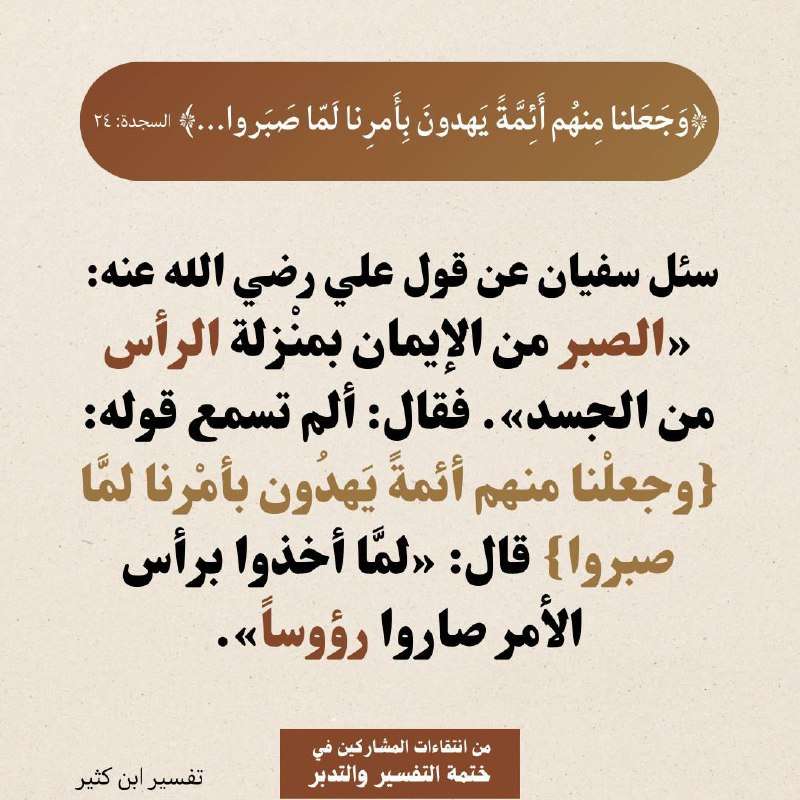 ﴿وَجَعَلنا مِنهُم أَئِمَّةً يَهدونَ بِأَمرِنا لَمّا صَبَروا...﴾ السجدة: ٢٤
سئل سفيان عن قول علي رضي الله عنه:
«الصبر من الإيمان بمنْزلة الرأس
من الجسد». فقال: ألم تسمع قوله:
{وجعلْنا منهم أئمةً يَهدُون بأمْرنا لمَّا
صبروا} قال: «لمَّا أخذوا برأس
الأمر صاروا رؤوساً».
من انتقاءات المشاركين في
ختمة التفسير والتدبر
تفسير ابن كثير